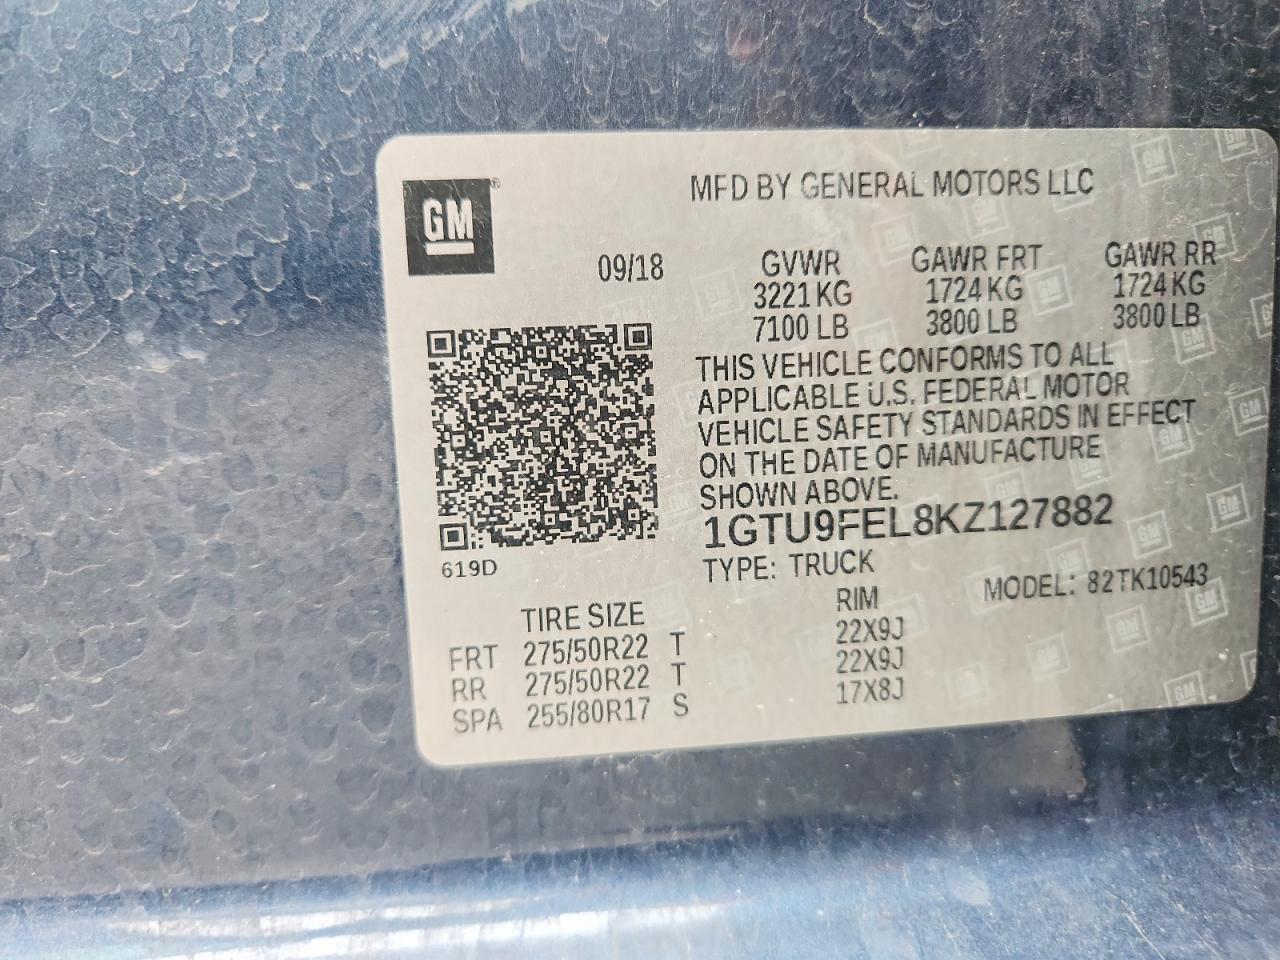 GM
MFD BY GENERAL MOTORS LLC
09/18
GVWR GAWR FRT GAWR RR
3221 KG 1724 KG 1724 KG
7100 LB 3800 LB 3800 LB
THIS VEHICLE CONFORMS TO ALL
APPLICABLE U.S. FEDERAL MOTOR
VEHICLE SAFETY STANDARDS IN EFFECT
ON THE DATE OF MANUFACTURE
SHOWN ABOVE.
1GTU9FEL8KZ127882
619D
TYPE: TRUCK
MODEL: 82TK10543
TIRE SIZE RIM
FRT 275/50R22 T 22X9J
RR 275/50R22 T 22X9J
SPA 255/80R17 S 17X8J